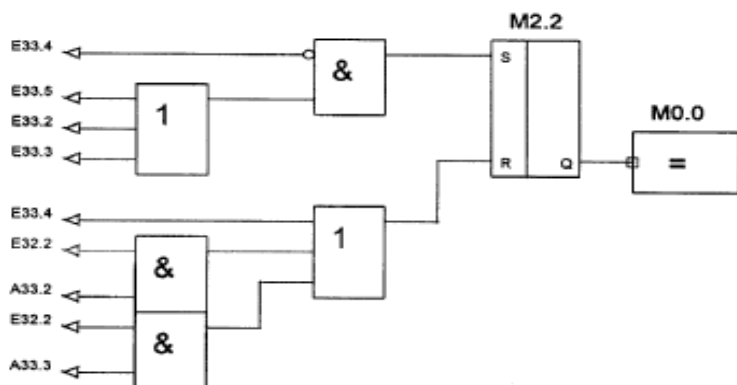 M2.2
E33.4
&
S
E33.5
E33.2
E33.3
1
M0.0
=
R
Q
E33.4
E32.2
1
&
A33.2
E32.2
&
A33.3